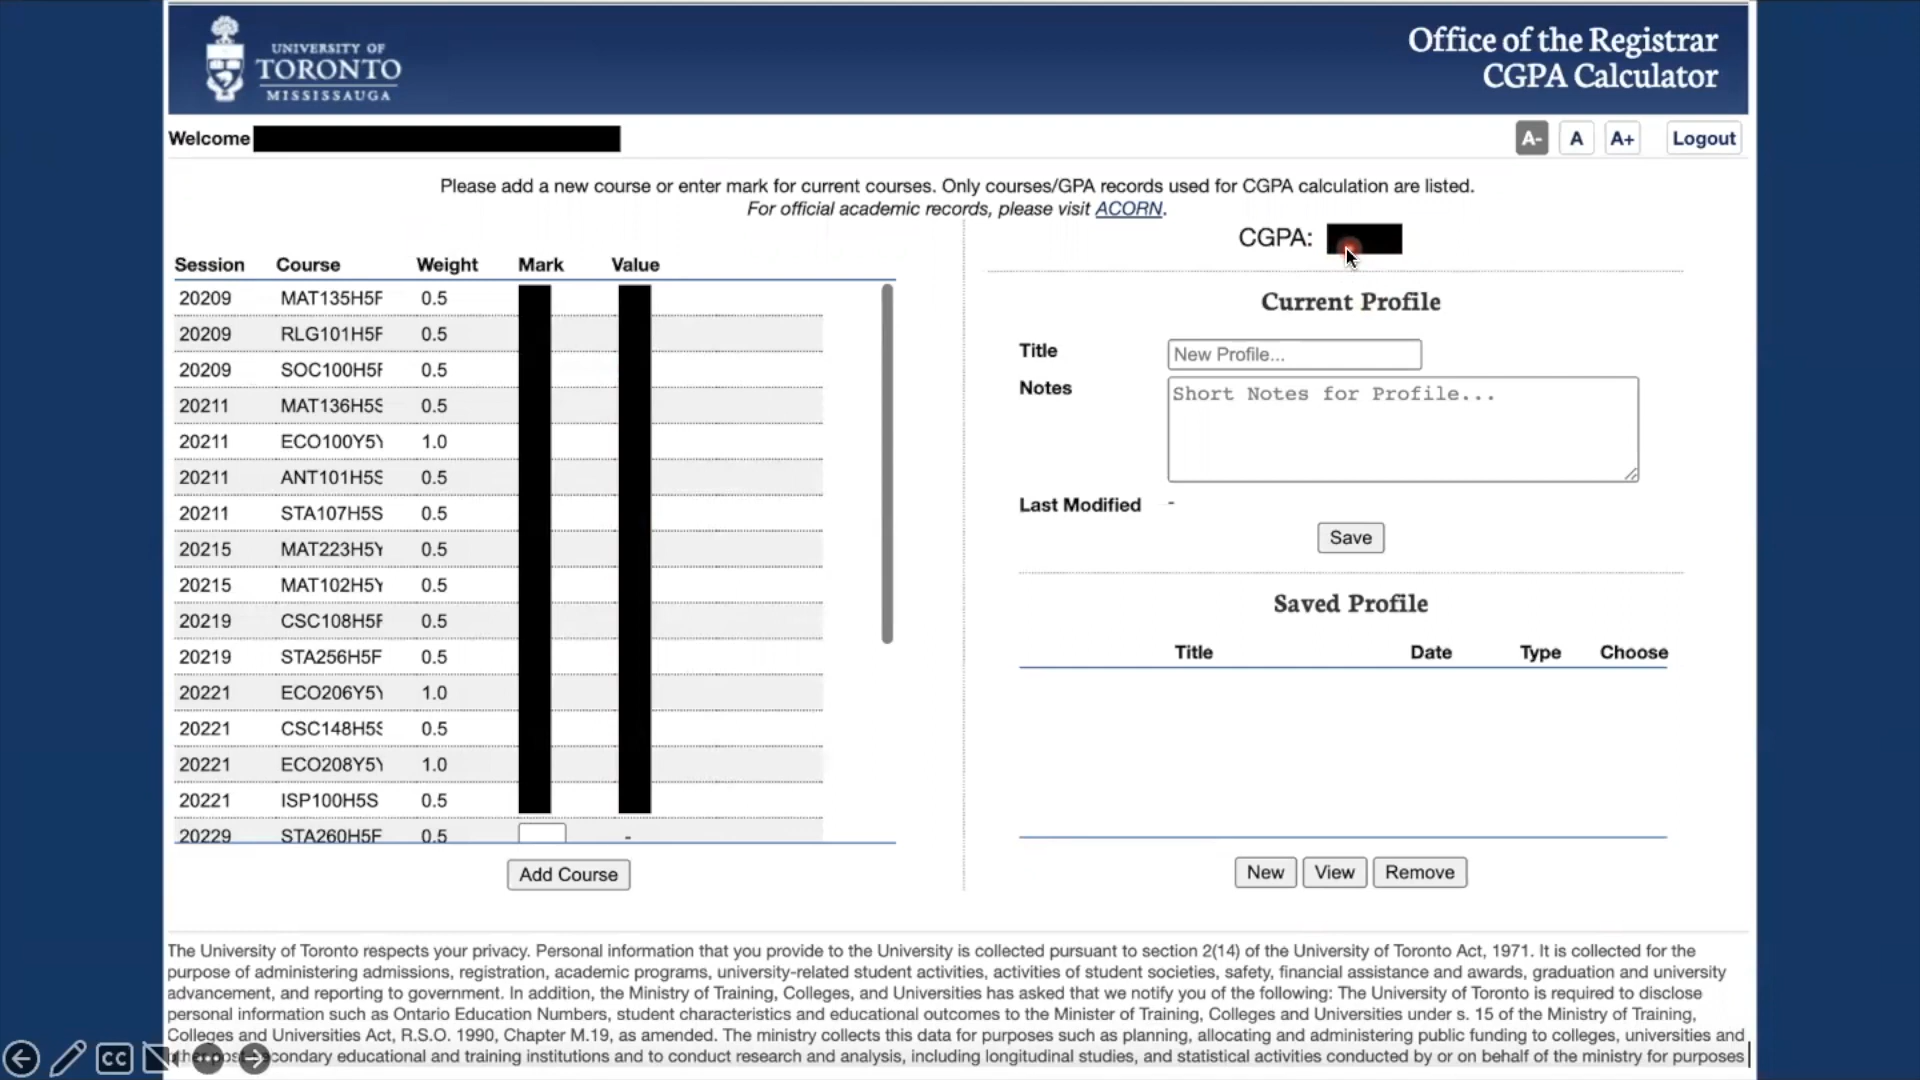 UNIVERSITY OF
TORONTO
MISSISSAUGA
Office of the Registrar
CGPA Calculator
Welcome
A-
A
A+
Logout
Please add a new course or enter mark for current courses. Only courses/GPA records used for CGPA calculation are listed.
For official academic records, please visit ACORN.
CGPA:
Session Course Weight Mark Value
20209 MAT135H5F 0.5
20209 RLG101H5F 0.5
20209 SOC100H5F 0.5
20211 MAT136H5S 0.5
20211 ECO100Y5Y 1.0
20211 ANT101H5S 0.5
20211 STA107H5S 0.5
20215 MAT223H5Y 0.5
20215 MAT102H5Y 0.5
20219 CSC108H5F 0.5
20219 STA256H5F 0.5
20221 ECO206Y5Y 1.0
20221 CSC148H5S 0.5
20221 ECO208Y5Y 1.0
20221 ISP100H5S 0.5
20229 STA260H5F 0.5 -
Add Course
Current Profile
Title New Profile...
Notes Short Notes for Profile...
Last Modified -
Save
Saved Profile
Title Date Type Choose
New View Remove
The University of Toronto respects your privacy. Personal information that you provide to the University is collected pursuant to section 2(14) of the University of Toronto Act, 1971. It is collected for the
purpose of administering admissions, registration, academic programs, university-related student activities, activities of student societies, safety, financial assistance and awards, graduation and university
advancement, and reporting to government. In addition, the Ministry of Training, Colleges, and Universities has asked that we notify you of the following: The University of Toronto is required to disclose
personal information such as Ontario Education Numbers, student characteristics and educational outcomes to the Minister of Training, Colleges and Universities under s. 15 of the Ministry of Training,
Colleges and Universities Act, R.S.O. 1990, Chapter M.19, as amended. The ministry collects this data for purposes such as planning, allocating and administering public funding to colleges, universities and
other post-secondary educational and training institutions and to conduct research and analysis, including longitudinal studies, and statistical activities conducted by or on behalf of the ministry for purposes
CC